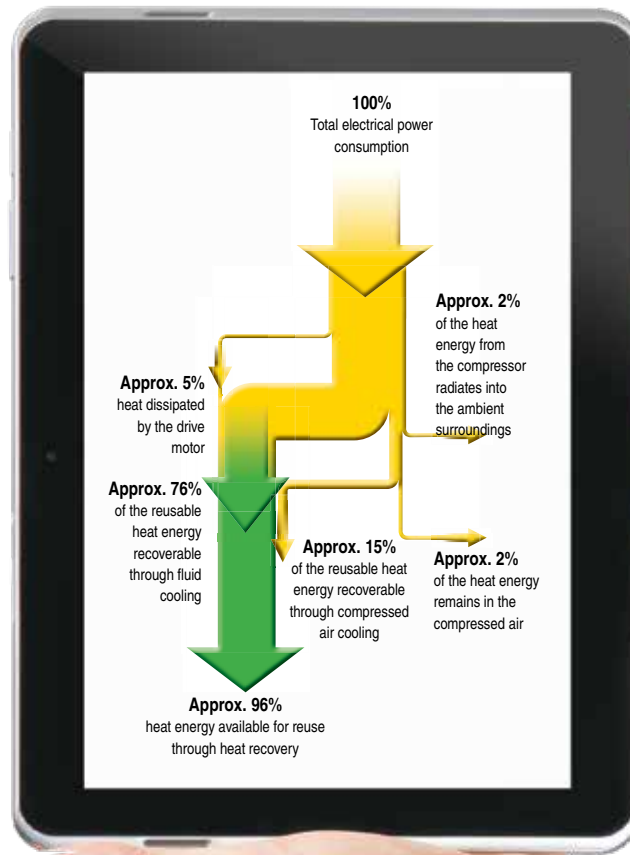 100%
Total electrical power
consumption
Approx. 2%
of the heat
energy from
the compressor
radiates into
the ambient
surroundings
Approx. 5%
heat dissipated
by the drive
motor
Approx. 76%
of the reusable
heat energy
recoverable
through fluid
cooling
Approx. 15%
of the reusable heat
energy recoverable
through compressed
air cooling
Approx. 2%
of the heat energy
remains in the
compressed air
Approx. 96%
heat energy available for reuse
through heat recovery